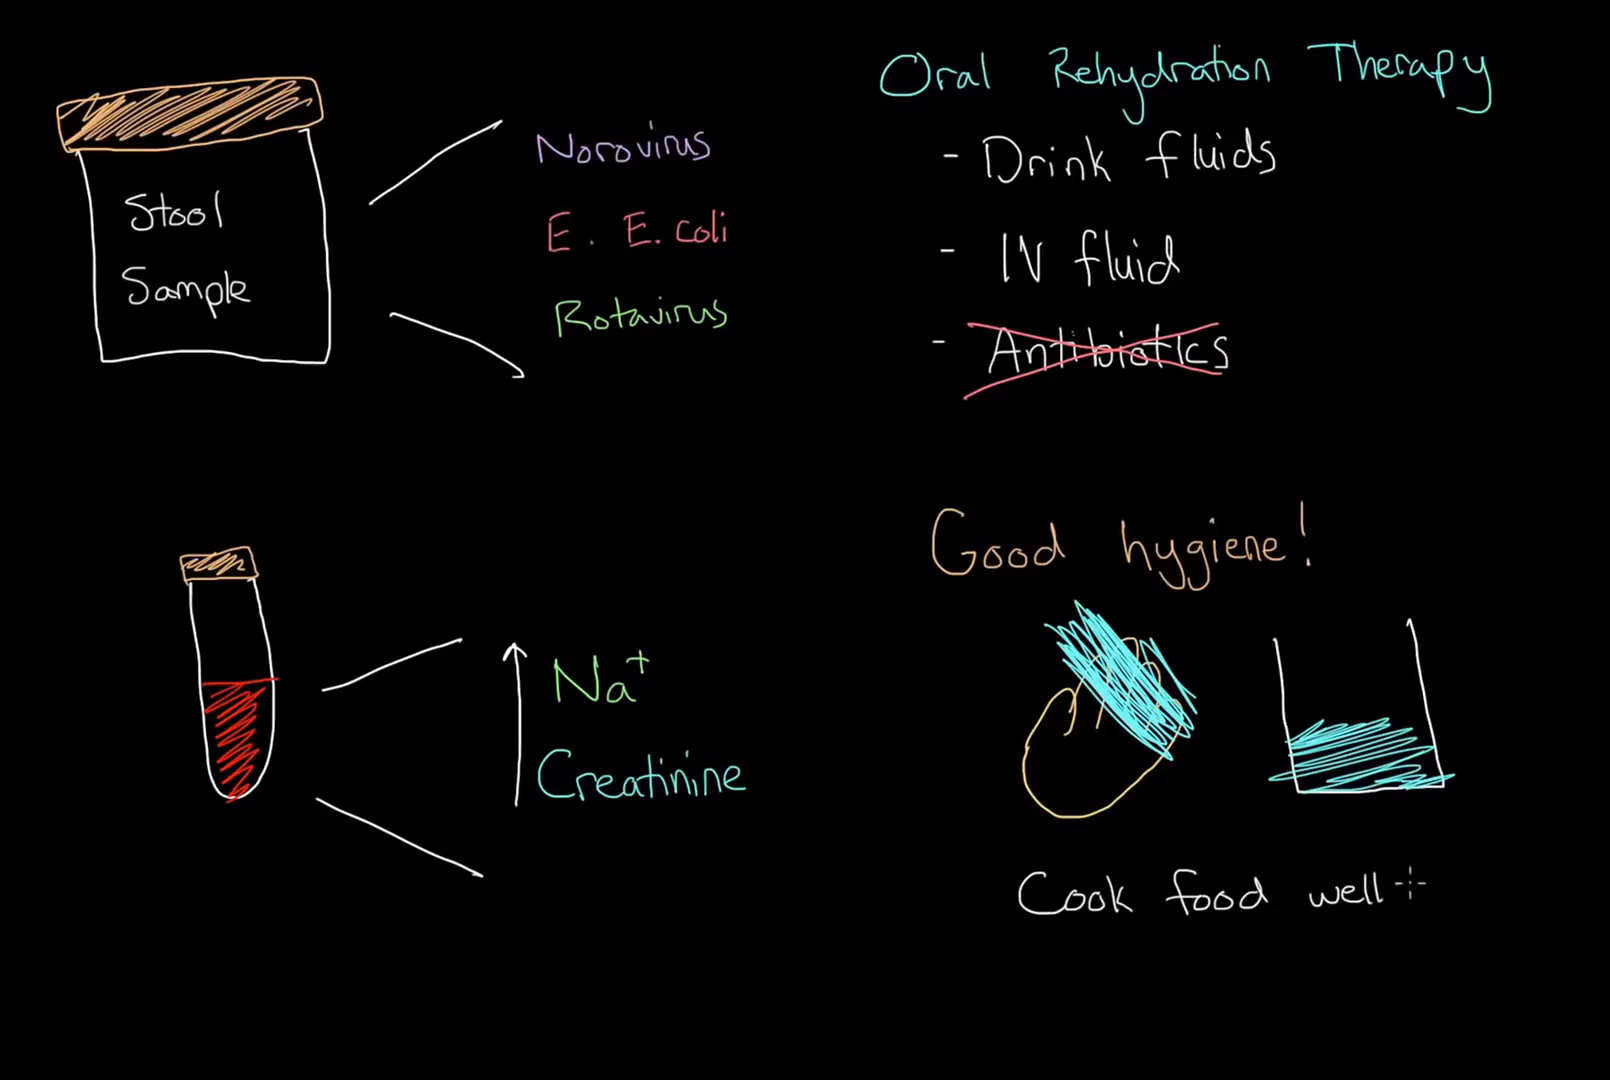 Stool
Sample
Norovirus
E. E. coli
Rotavirus
Oral Rehydration Therapy
- Drink fluids
- IV fluid
- Antibiotics
Na+
Creatinine
Good hygiene!
Cook food well